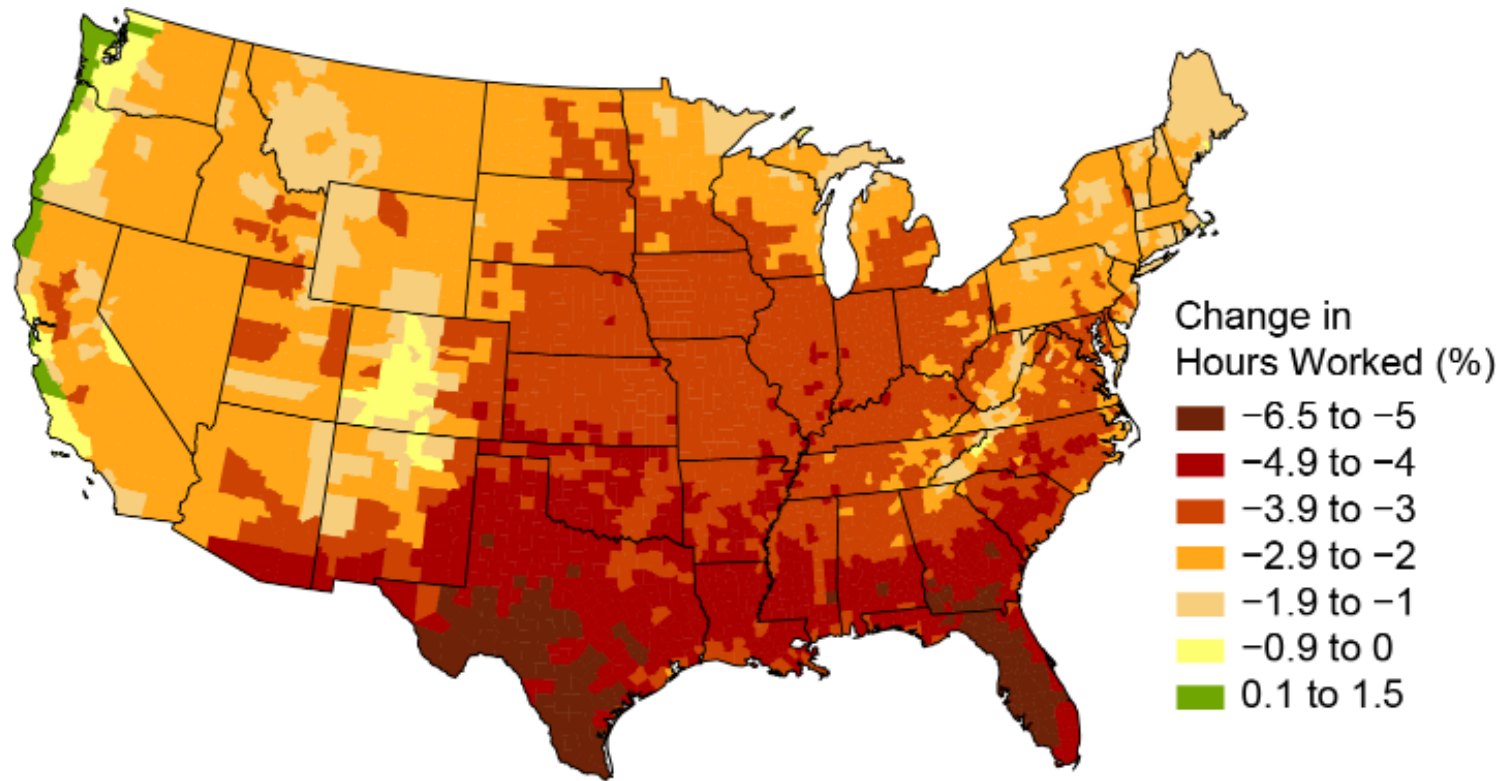 Change in
Hours Worked (%)
−6.5 to −5
−4.9 to −4
−3.9 to −3
−2.9 to −2
−1.9 to −1
−0.9 to 0
0.1 to 1.5